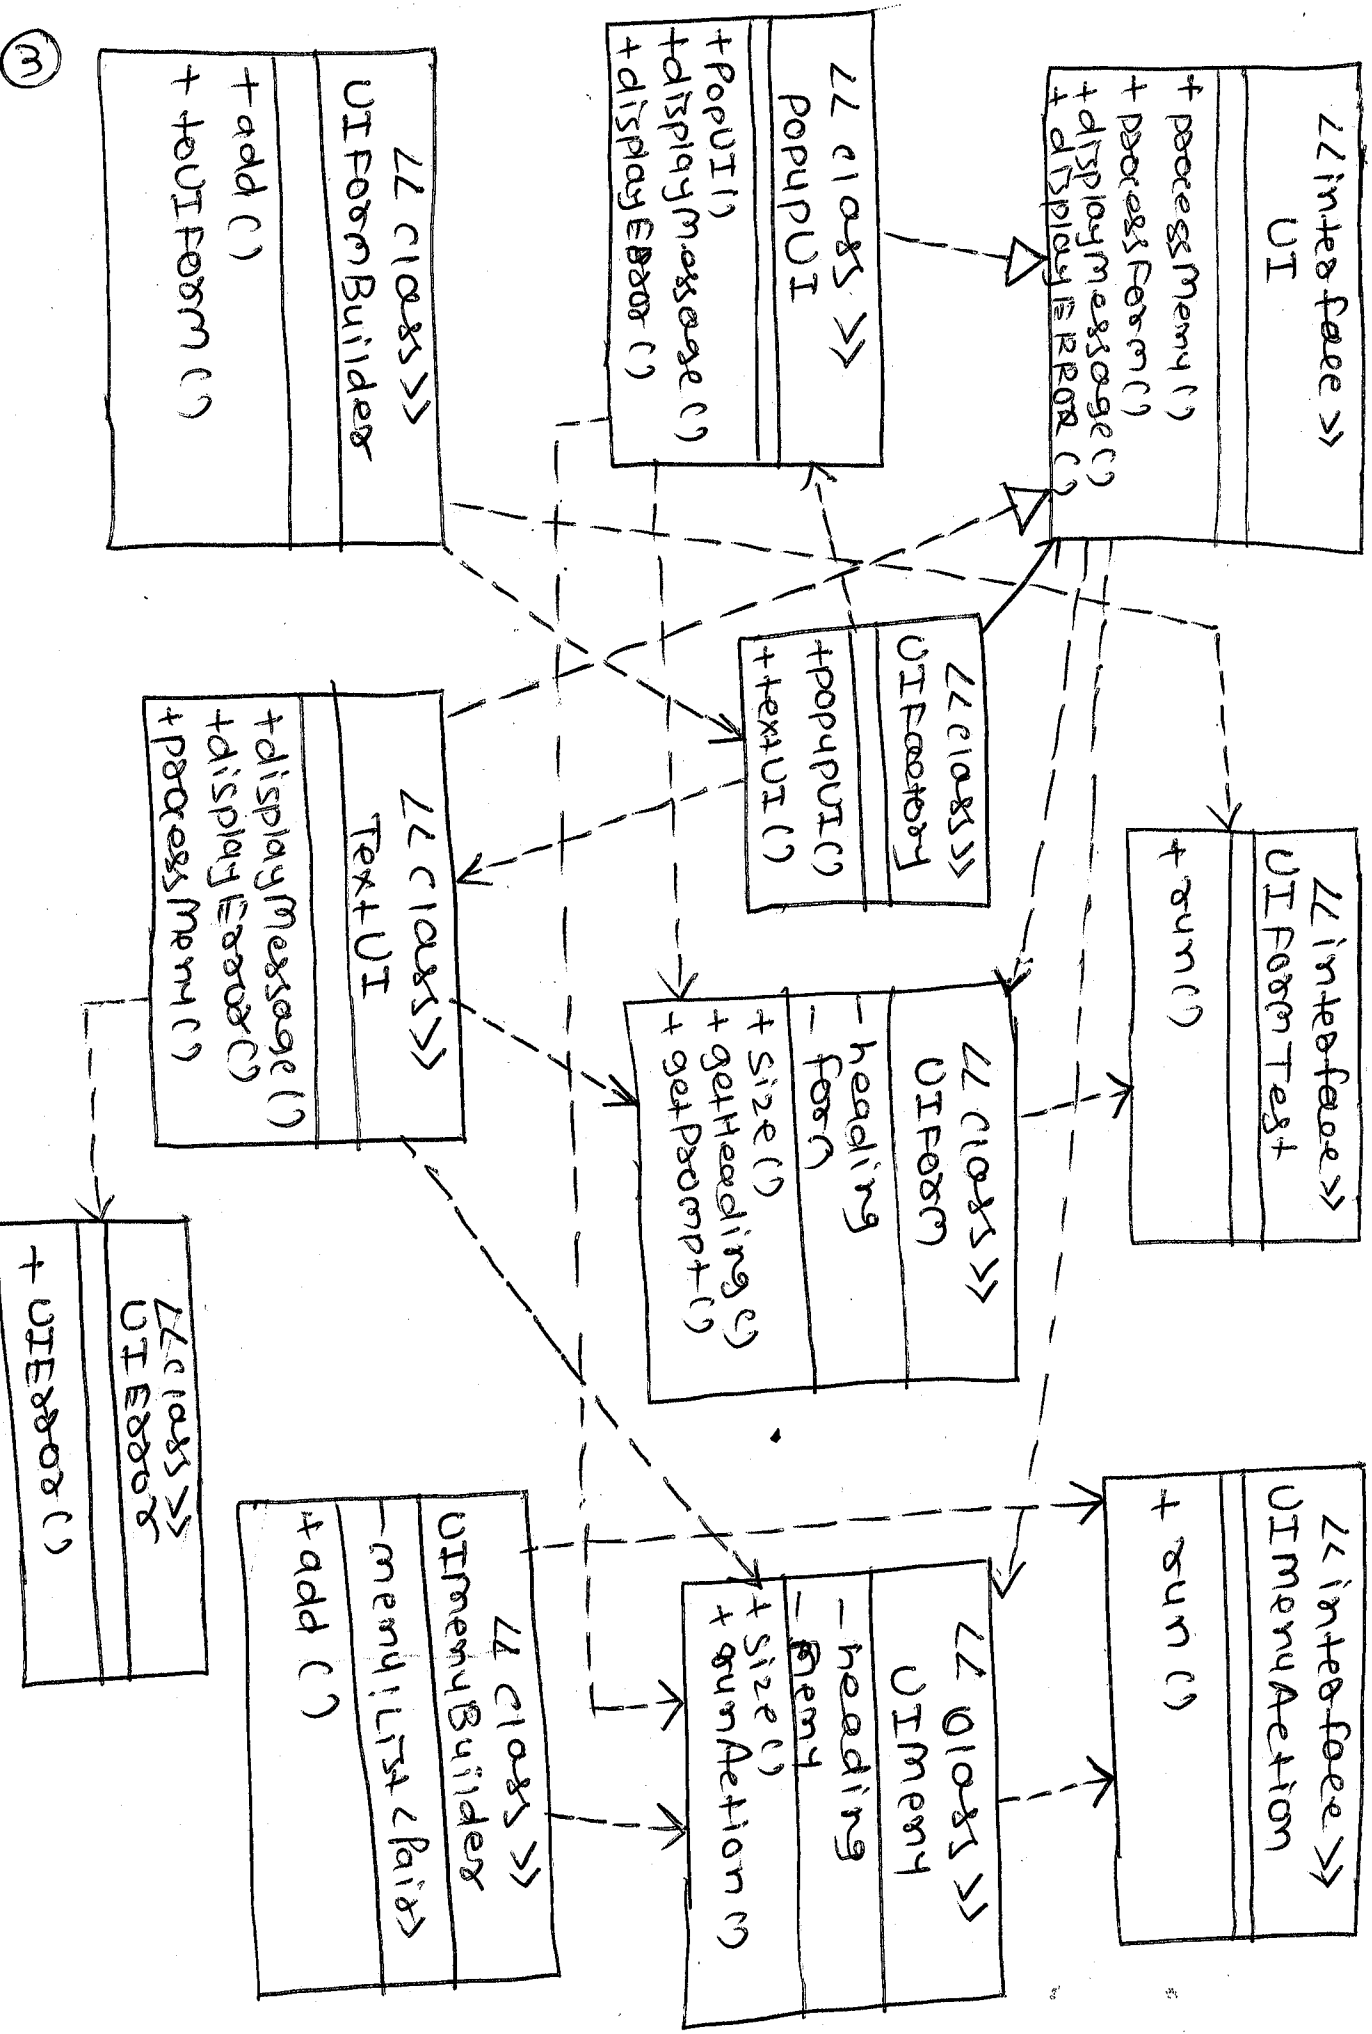 3
<<interface>>
UI
+processMenu()
+processForm()
+displayMessage()
+displayERROR()
<<interface>>
UIFormTest
+run()
<<interface>>
UIMenuAction
+run()
<<class>>
popupUI
+PopUI()
+displayMessage()
+displayError()
<<class>>
UIFactory
+popupUI()
+textUI()
<<class>>
UIForm
-heading
-form
+size()
+getHeading()
+getPrompt()
<<class>>
UIMenu
-heading
-menu
+size()
+runAction()
<<class>>
UIFormBuilder
+add()
+toUIForm()
<<class>>
TextUI
+displayMessage()
+displayError()
+processMenu()
<<class>>
UIError
+UIError()
<<class>>
UImenuBuilder
-menu:List<Pair>
+add()